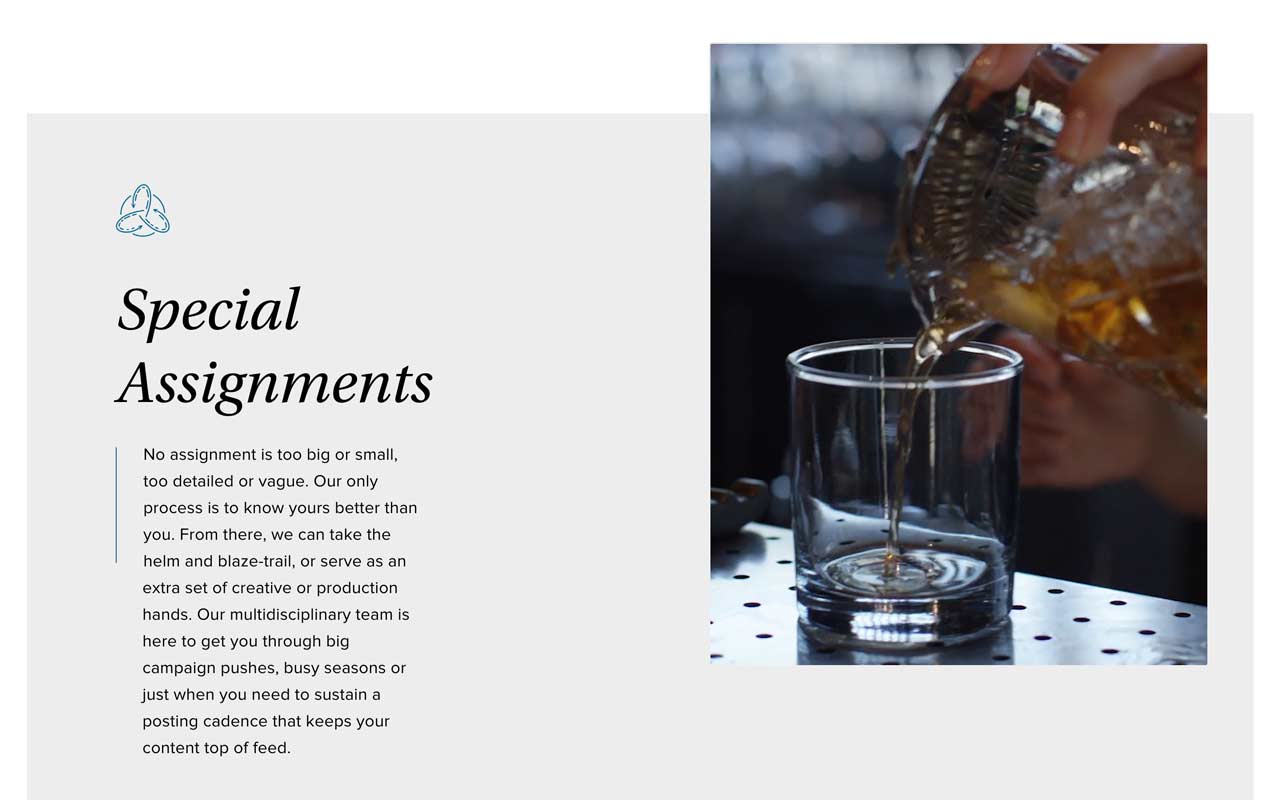 Special
Assignments
No assignment is too big or small,
too detailed or vague. Our only
process is to know yours better than
you. From there, we can take the
helm and blaze-trail, or serve as an
extra set of creative or production
hands. Our multidisciplinary team is
here to get you through big
campaign pushes, busy seasons or
just when you need to sustain a
posting cadence that keeps your
content top of feed.